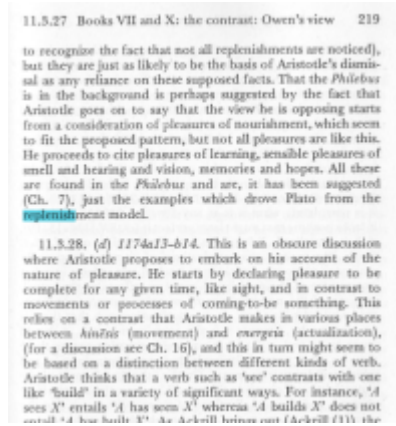 11.3.27 Books VII and X: the contrast: Owen's view 219
to recognize the fact that not all replenishments are noticed),
but they are just as likely to be the basis of Aristotle's dismis-
sal as any reliance on these supposed facts. That the Philebus
is in the background is perhaps suggested by the fact that
Aristotle goes on to say that the view he is opposing starts
from a consideration of pleasures of nourishment, which seem
to fit the proposed pattern, but not all pleasures are like this.
He proceeds to cite pleasures of learning, sensible pleasures of
smell and hearing and vision, memories and hopes. All these
are found in the Philebus and are, it has been suggested
(Ch. 7), just the examples which drove Plato from the
replenishment model.
11.3.28. (d) 1174a13-b14. This is an obscure discussion
where Aristotle proposes to embark on his account of the
nature of pleasure. He starts by declaring pleasure to be
complete for any given time, like sight, and in contrast to
movements or processes of coming-to-be something. This
relies on a contrast that Aristotle makes in various places
between kinēsis (movement) and energeia (actualization),
(for a discussion see Ch. 16), and this in turn might seem to
be based on a distinction between different kinds of verb.
Aristotle thinks that a verb such as 'see' contrasts with one
like 'build' in a variety of significant ways. For instance, 'A
sees X' entails 'A has seen X' whereas 'A builds X' does not
entail 'A has built X'. As Ackrill brings out (Ackrill (1)), the